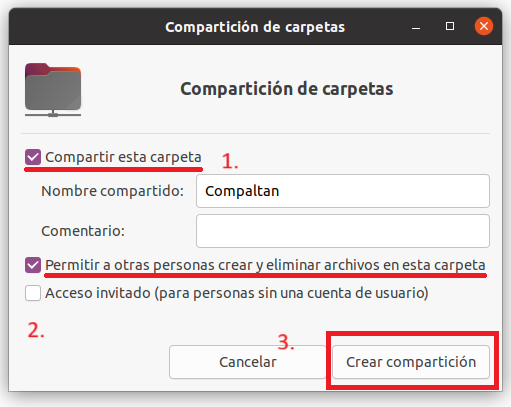 Compartición de carpetas
Compartición de carpetas
Compartir esta carpeta 1.
Nombre compartido: Compaltan
Comentario:
Permitir a otras personas crear y eliminar archivos en esta carpeta
Acceso invitado (para personas sin una cuenta de usuario)
2. 3.
Cancelar Crear compartición